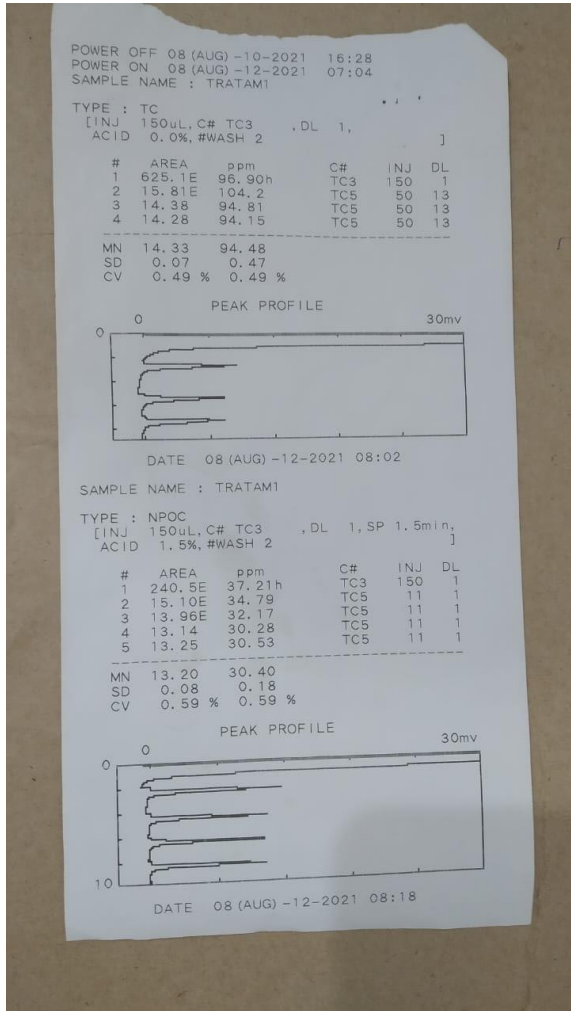 POWER OFF 08(AUG)-10-2021 16:28
POWER ON 08(AUG)-12-2021 07:04
SAMPLE NAME : TRATAM1
TYPE : TC
[INJ 150uL,C# TC3 ,DL 1,
ACID 0.0%,#WASH 2 ]
# AREA ppm C# INJ DL
1 625.1E 96.90h TC3 150 1
2 15.81E 104.2 TC5 50 13
3 14.38 94.81 TC5 50 13
4 14.28 94.15 TC5 50 13
MN 14.33 94.48
SD 0.07 0.47
CV 0.49 % 0.49 %
PEAK PROFILE
0 30mv
0
DATE 08(AUG)-12-2021 08:02
SAMPLE NAME : TRATAM1
TYPE : NPOC
[INJ 150uL,C# TC3 ,DL 1,SP 1.5min,
ACID 1.5%,#WASH 2 ]
# AREA ppm C# INJ DL
1 240.5E 37.21h TC3 150 1
2 15.10E 34.79 TC5 11 1
3 13.96E 32.17 TC5 11 1
4 13.14 30.28 TC5 11 1
5 13.25 30.53 TC5 11 1
MN 13.20 30.40
SD 0.08 0.18
CV 0.59 % 0.59 %
PEAK PROFILE
0 30mv
0
10
DATE 08(AUG)-12-2021 08:18